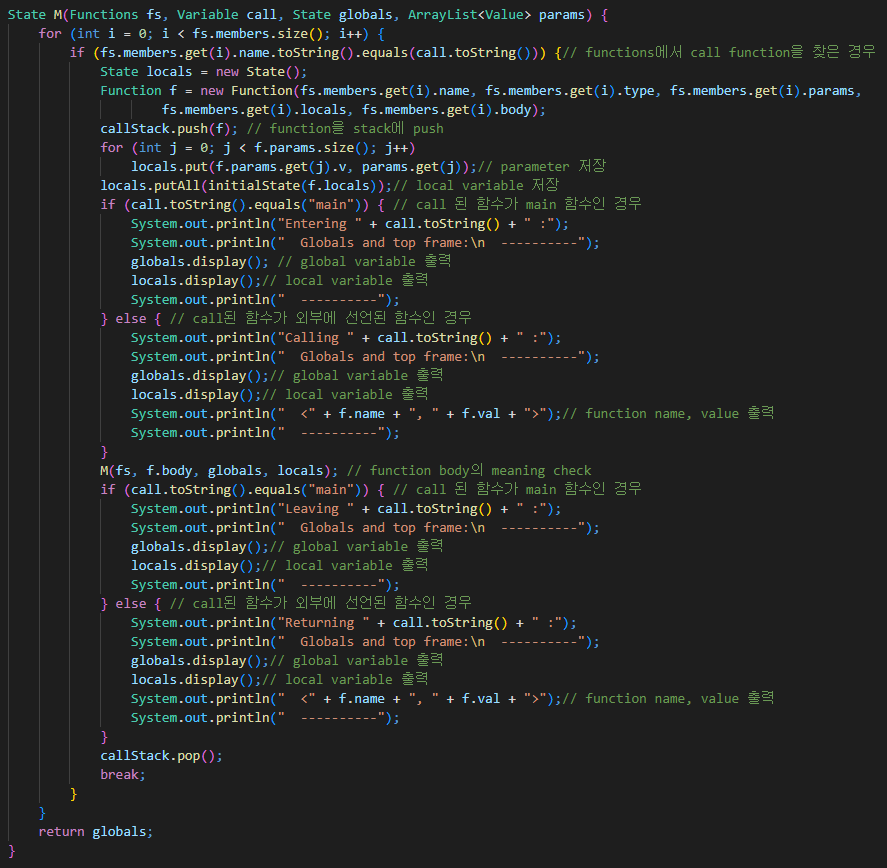 State M(Functions fs, Variable call, State globals, ArrayList<Value> params) {
for (int i = 0; i < fs.members.size(); i++) {
if (fs.members.get(i).name.toString().equals(call.toString())) {// functions에서 call function을 찾은 경우
State locals = new State();
Function f = new Function(fs.members.get(i).name, fs.members.get(i).type, fs.members.get(i).params,
fs.members.get(i).locals, fs.members.get(i).body);
callStack.push(f); // function을 stack에 push
for (int j = 0; j < f.params.size(); j++)
locals.put(f.params.get(j).v, params.get(j));// parameter 저장
locals.putAll(initialState(f.locals));// local variable 저장
if (call.toString().equals("main")) { // call 된 함수가 main 함수인 경우
System.out.println("Entering " + call.toString() + " :");
System.out.println("  Globals and top frame:\n  ----------");
globals.display(); // global variable 출력
locals.display();// local variable 출력
System.out.println("  ----------");
} else { // call된 함수가 외부에 선언된 함수인 경우
System.out.println("Calling " + call.toString() + " :");
System.out.println("  Globals and top frame:\n  ----------");
globals.display();// global variable 출력
locals.display();// local variable 출력
System.out.println("  <" + f.name + ", " + f.val + ">");// function name, value 출력
System.out.println("  ----------");
}
M(fs, f.body, globals, locals); // function body의 meaning check
if (call.toString().equals("main")) { // call 된 함수가 main 함수인 경우
System.out.println("Leaving " + call.toString() + " :");
System.out.println("  Globals and top frame:\n  ----------");
globals.display();// global variable 출력
locals.display();// local variable 출력
System.out.println("  ----------");
} else { // call된 함수가 외부에 선언된 함수인 경우
System.out.println("Returning " + call.toString() + " :");
System.out.println("  Globals and top frame:\n  ----------");
globals.display();// global variable 출력
locals.display();// local variable 출력
System.out.println("  <" + f.name + ", " + f.val + ">");// function name, value 출력
System.out.println("  ----------");
}
callStack.pop();
break;
}
}
return globals;
}